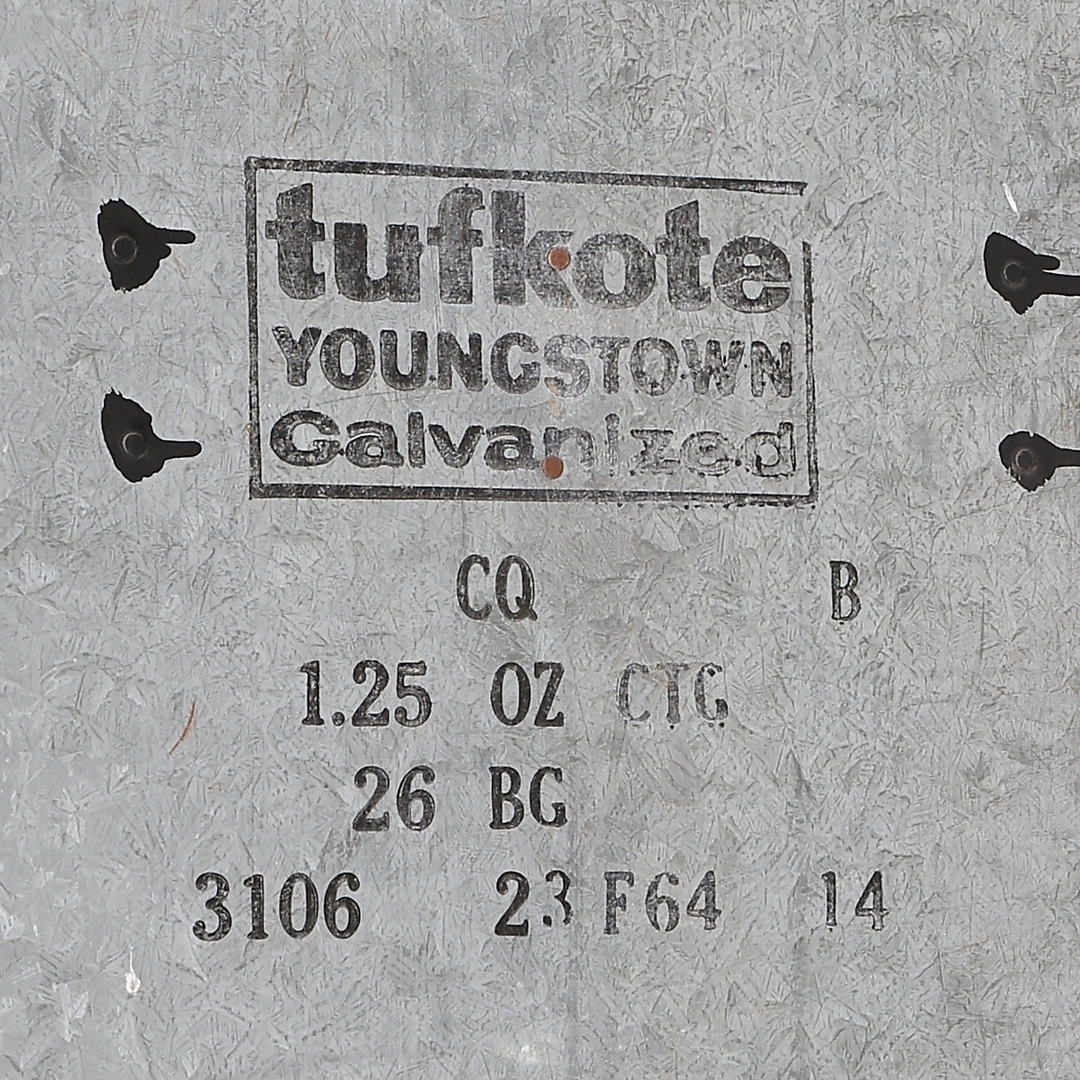 tufkote
YOUNGSTOWN
Galvanized
CQ B
1.25 OZ CTG
26 BG
3106 23 F64 14